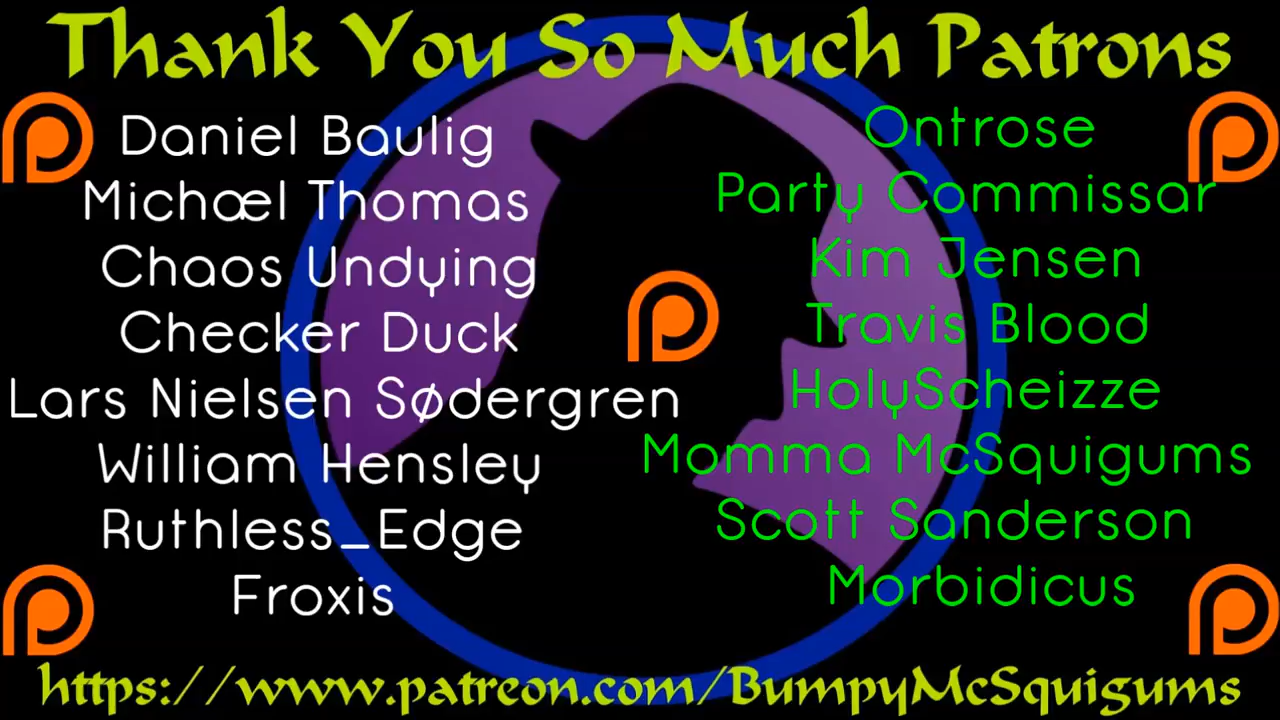 Thank You So Much Patrons
Daniel Baulig
Michæl Thomas
Chaos Undying
Checker Duck
Lars Nielsen Sødergren
William Hensley
Ruthless_Edge
Froxis
Ontrose
Party Commissar
Kim Jensen
Travis Blood
HolyScheizze
Momma McSquigums
Scott Sanderson
Morbidicus
https://www.patreon.com/BumpyMcSquigums